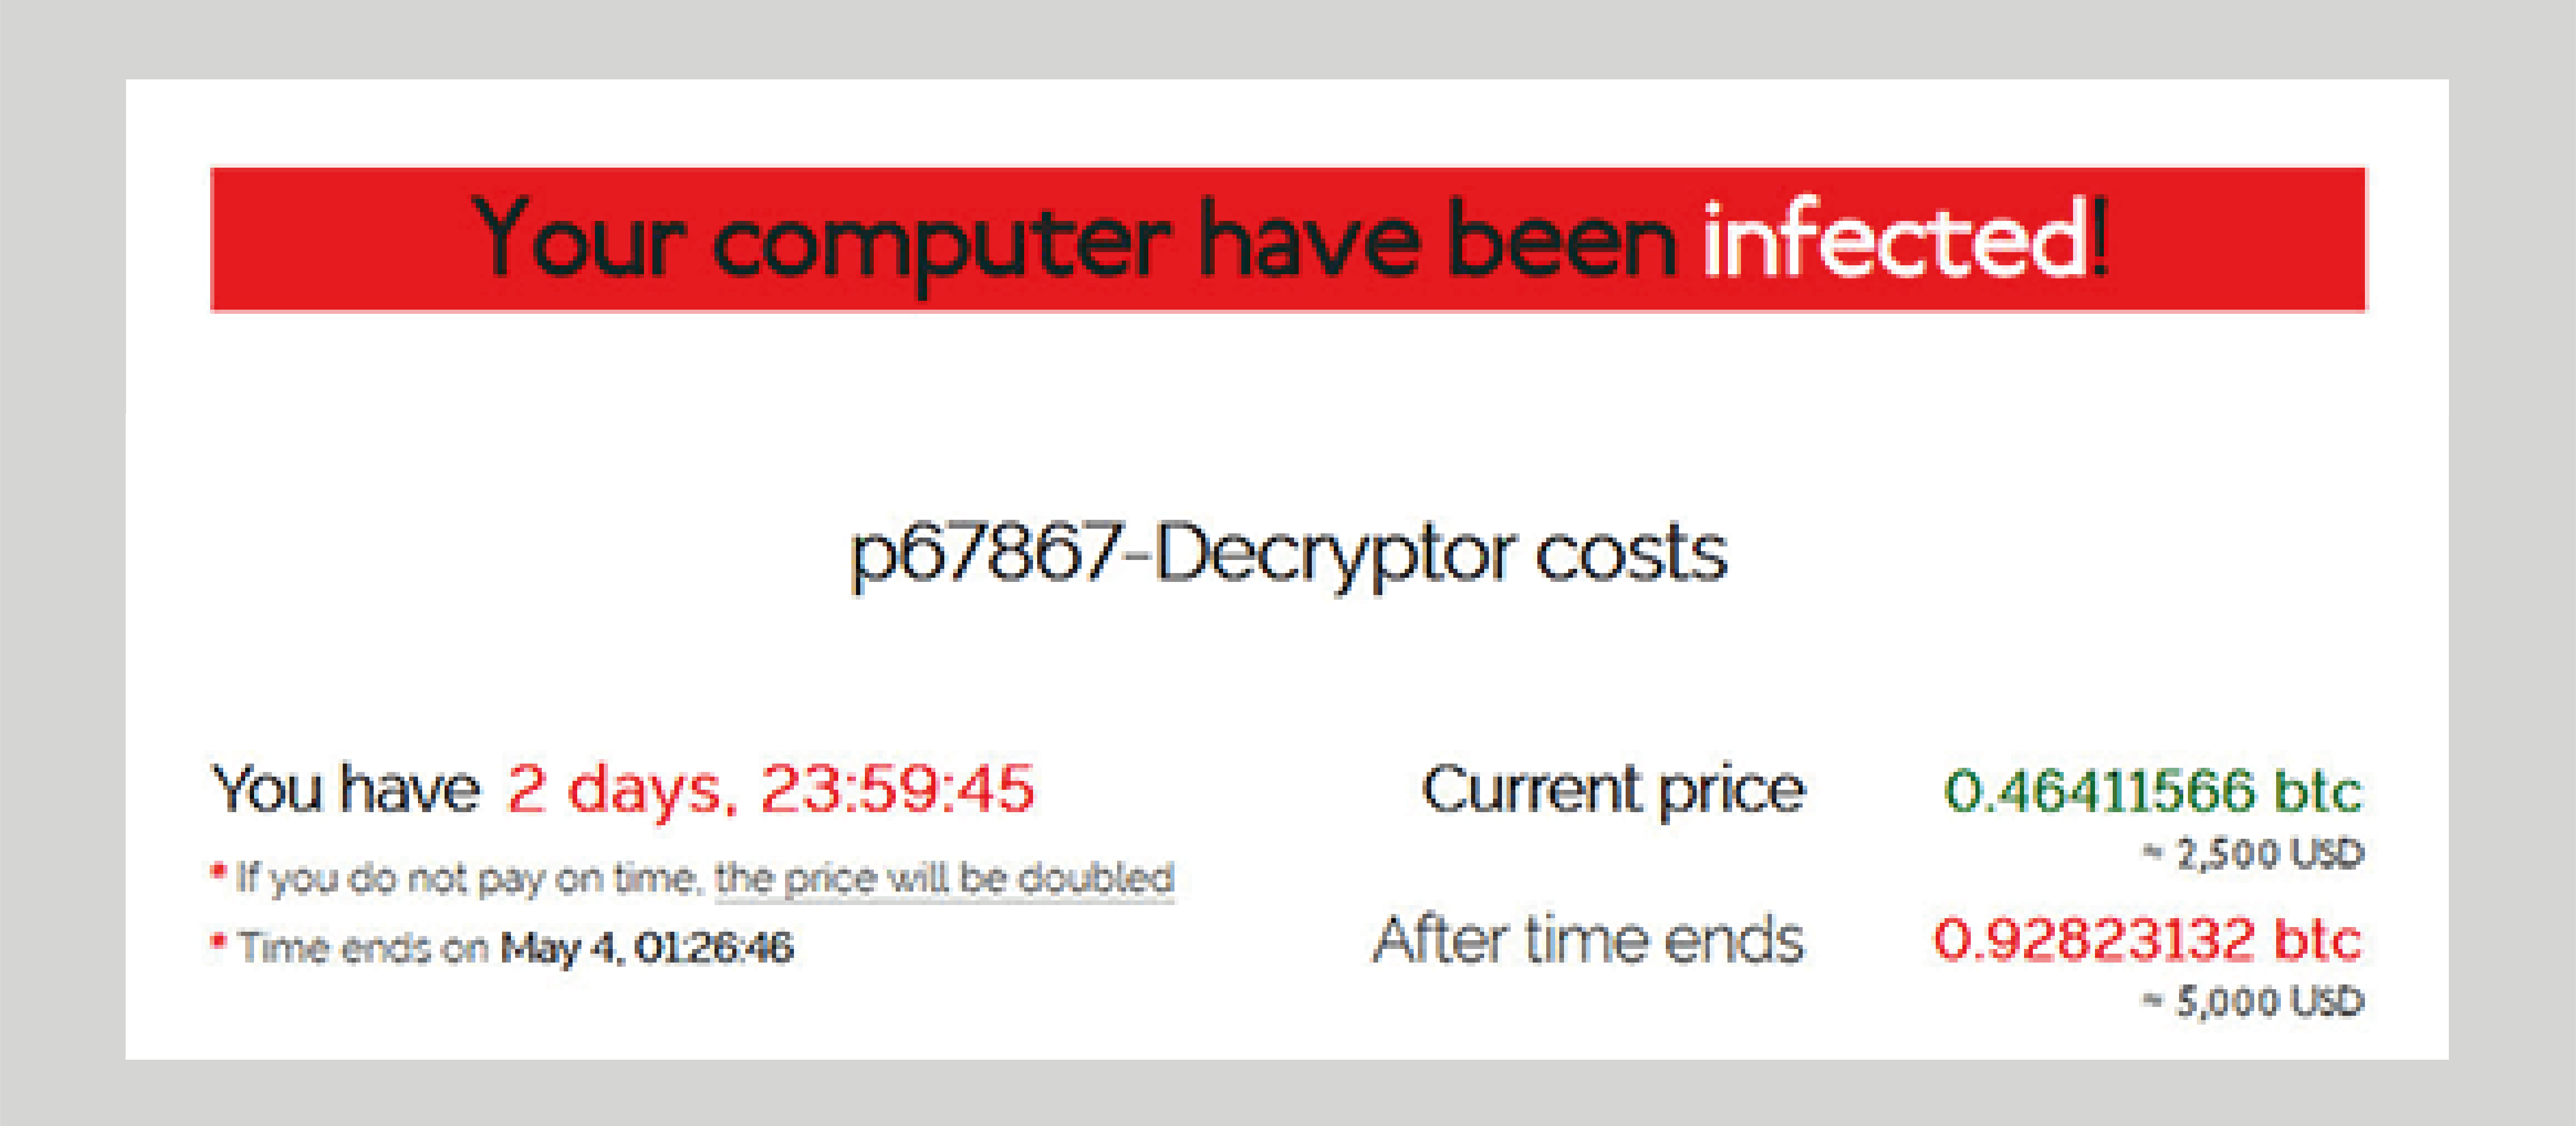 Your computer have been infected!
p67867-Decryptor costs
You have 2 days, 23:59:45
* If you do not pay on time, the price will be doubled
* Time ends on May 4, 01:26:46
Current price 0.46411566 btc
≈ 2,500 USD
After time ends 0.92823132 btc
≈ 5,000 USD